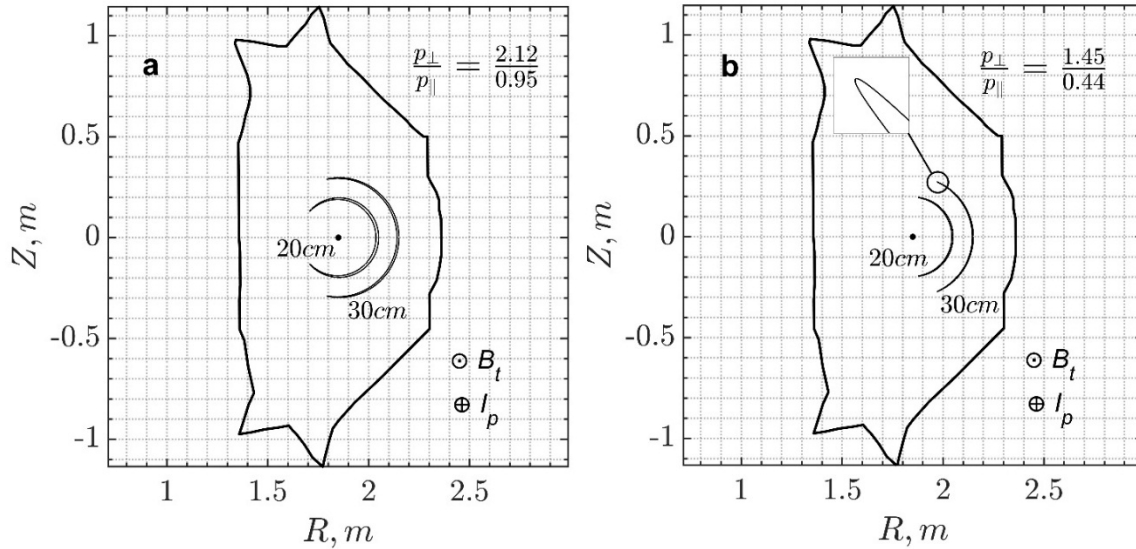 a
p⊥/p∥ = 2.12/0.95
1
0.5
0
-0.5
-1
Z, m
20cm
30cm
⊙ B_t
⊕ I_p
1
1.5
2
2.5
R, m
b
p⊥/p∥ = 1.45/0.44
1
0.5
0
-0.5
-1
Z, m
20cm
30cm
⊙ B_t
⊕ I_p
1
1.5
2
2.5
R, m